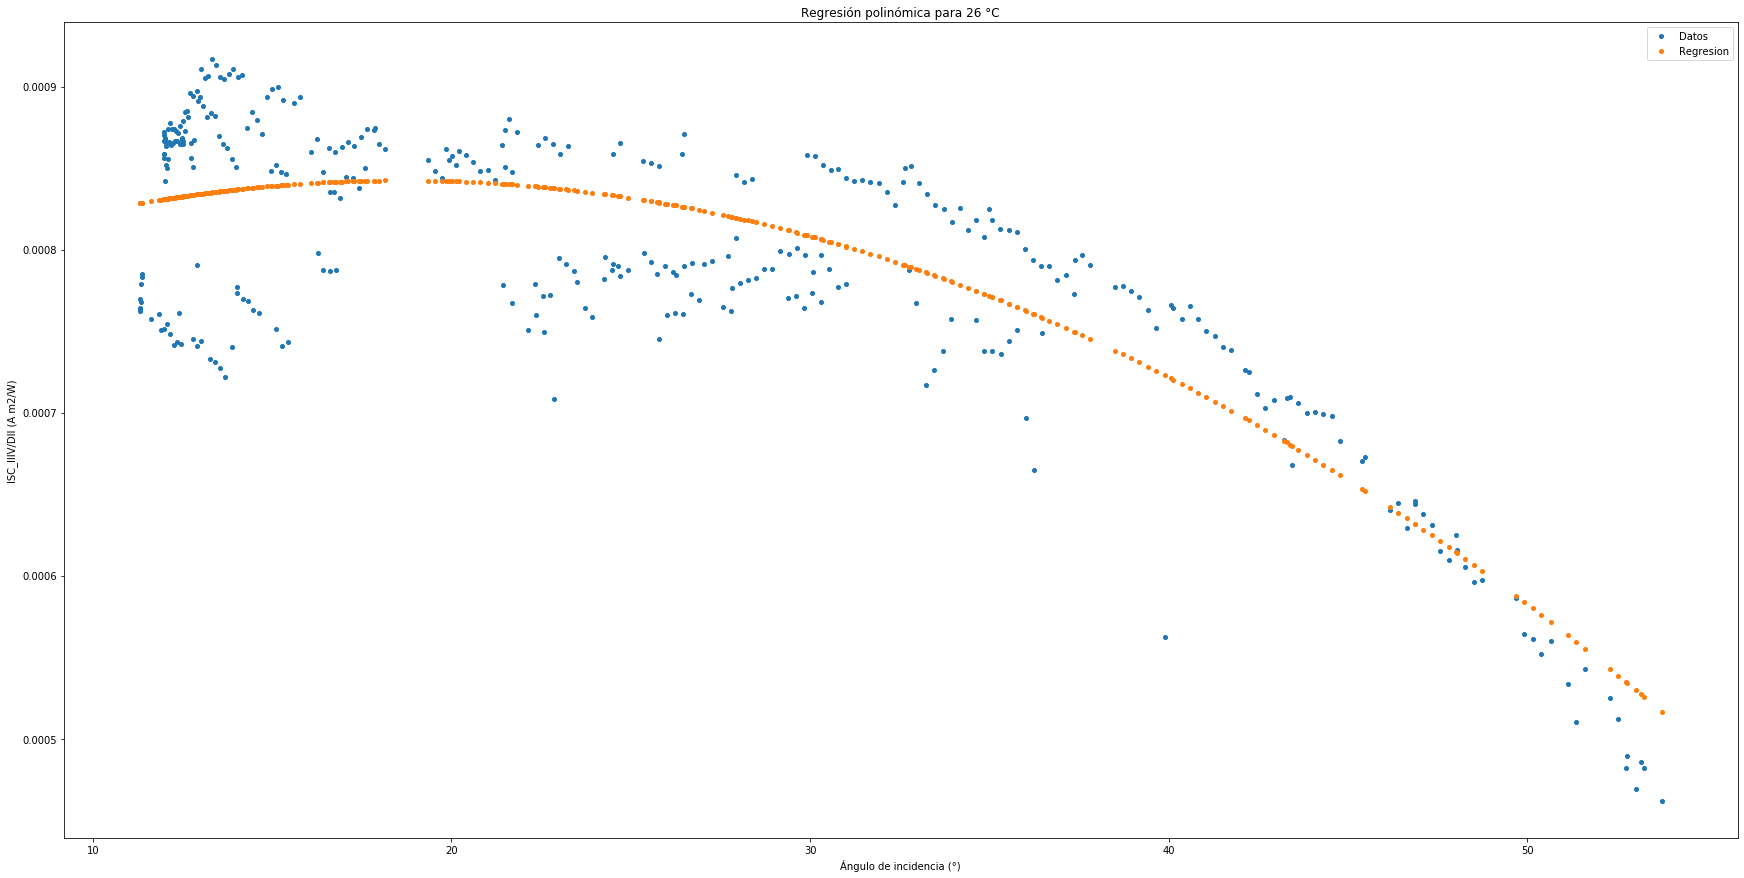 Regresión polinómica para 26 °C
Datos
Regresion
0.0009
0.0008
0.0007
0.0006
0.0005
ISC_IIIV/DII (A m2/W)
10 20 30 40 50
Ángulo de incidencia (°)